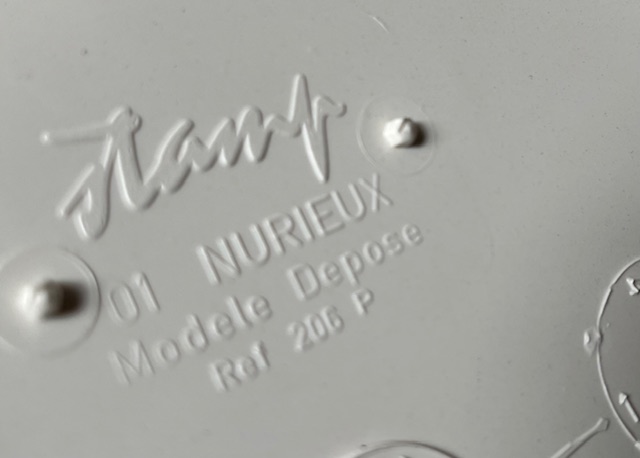 Stamp
01 NURIEUX
Modele Depose
Ref 206 P